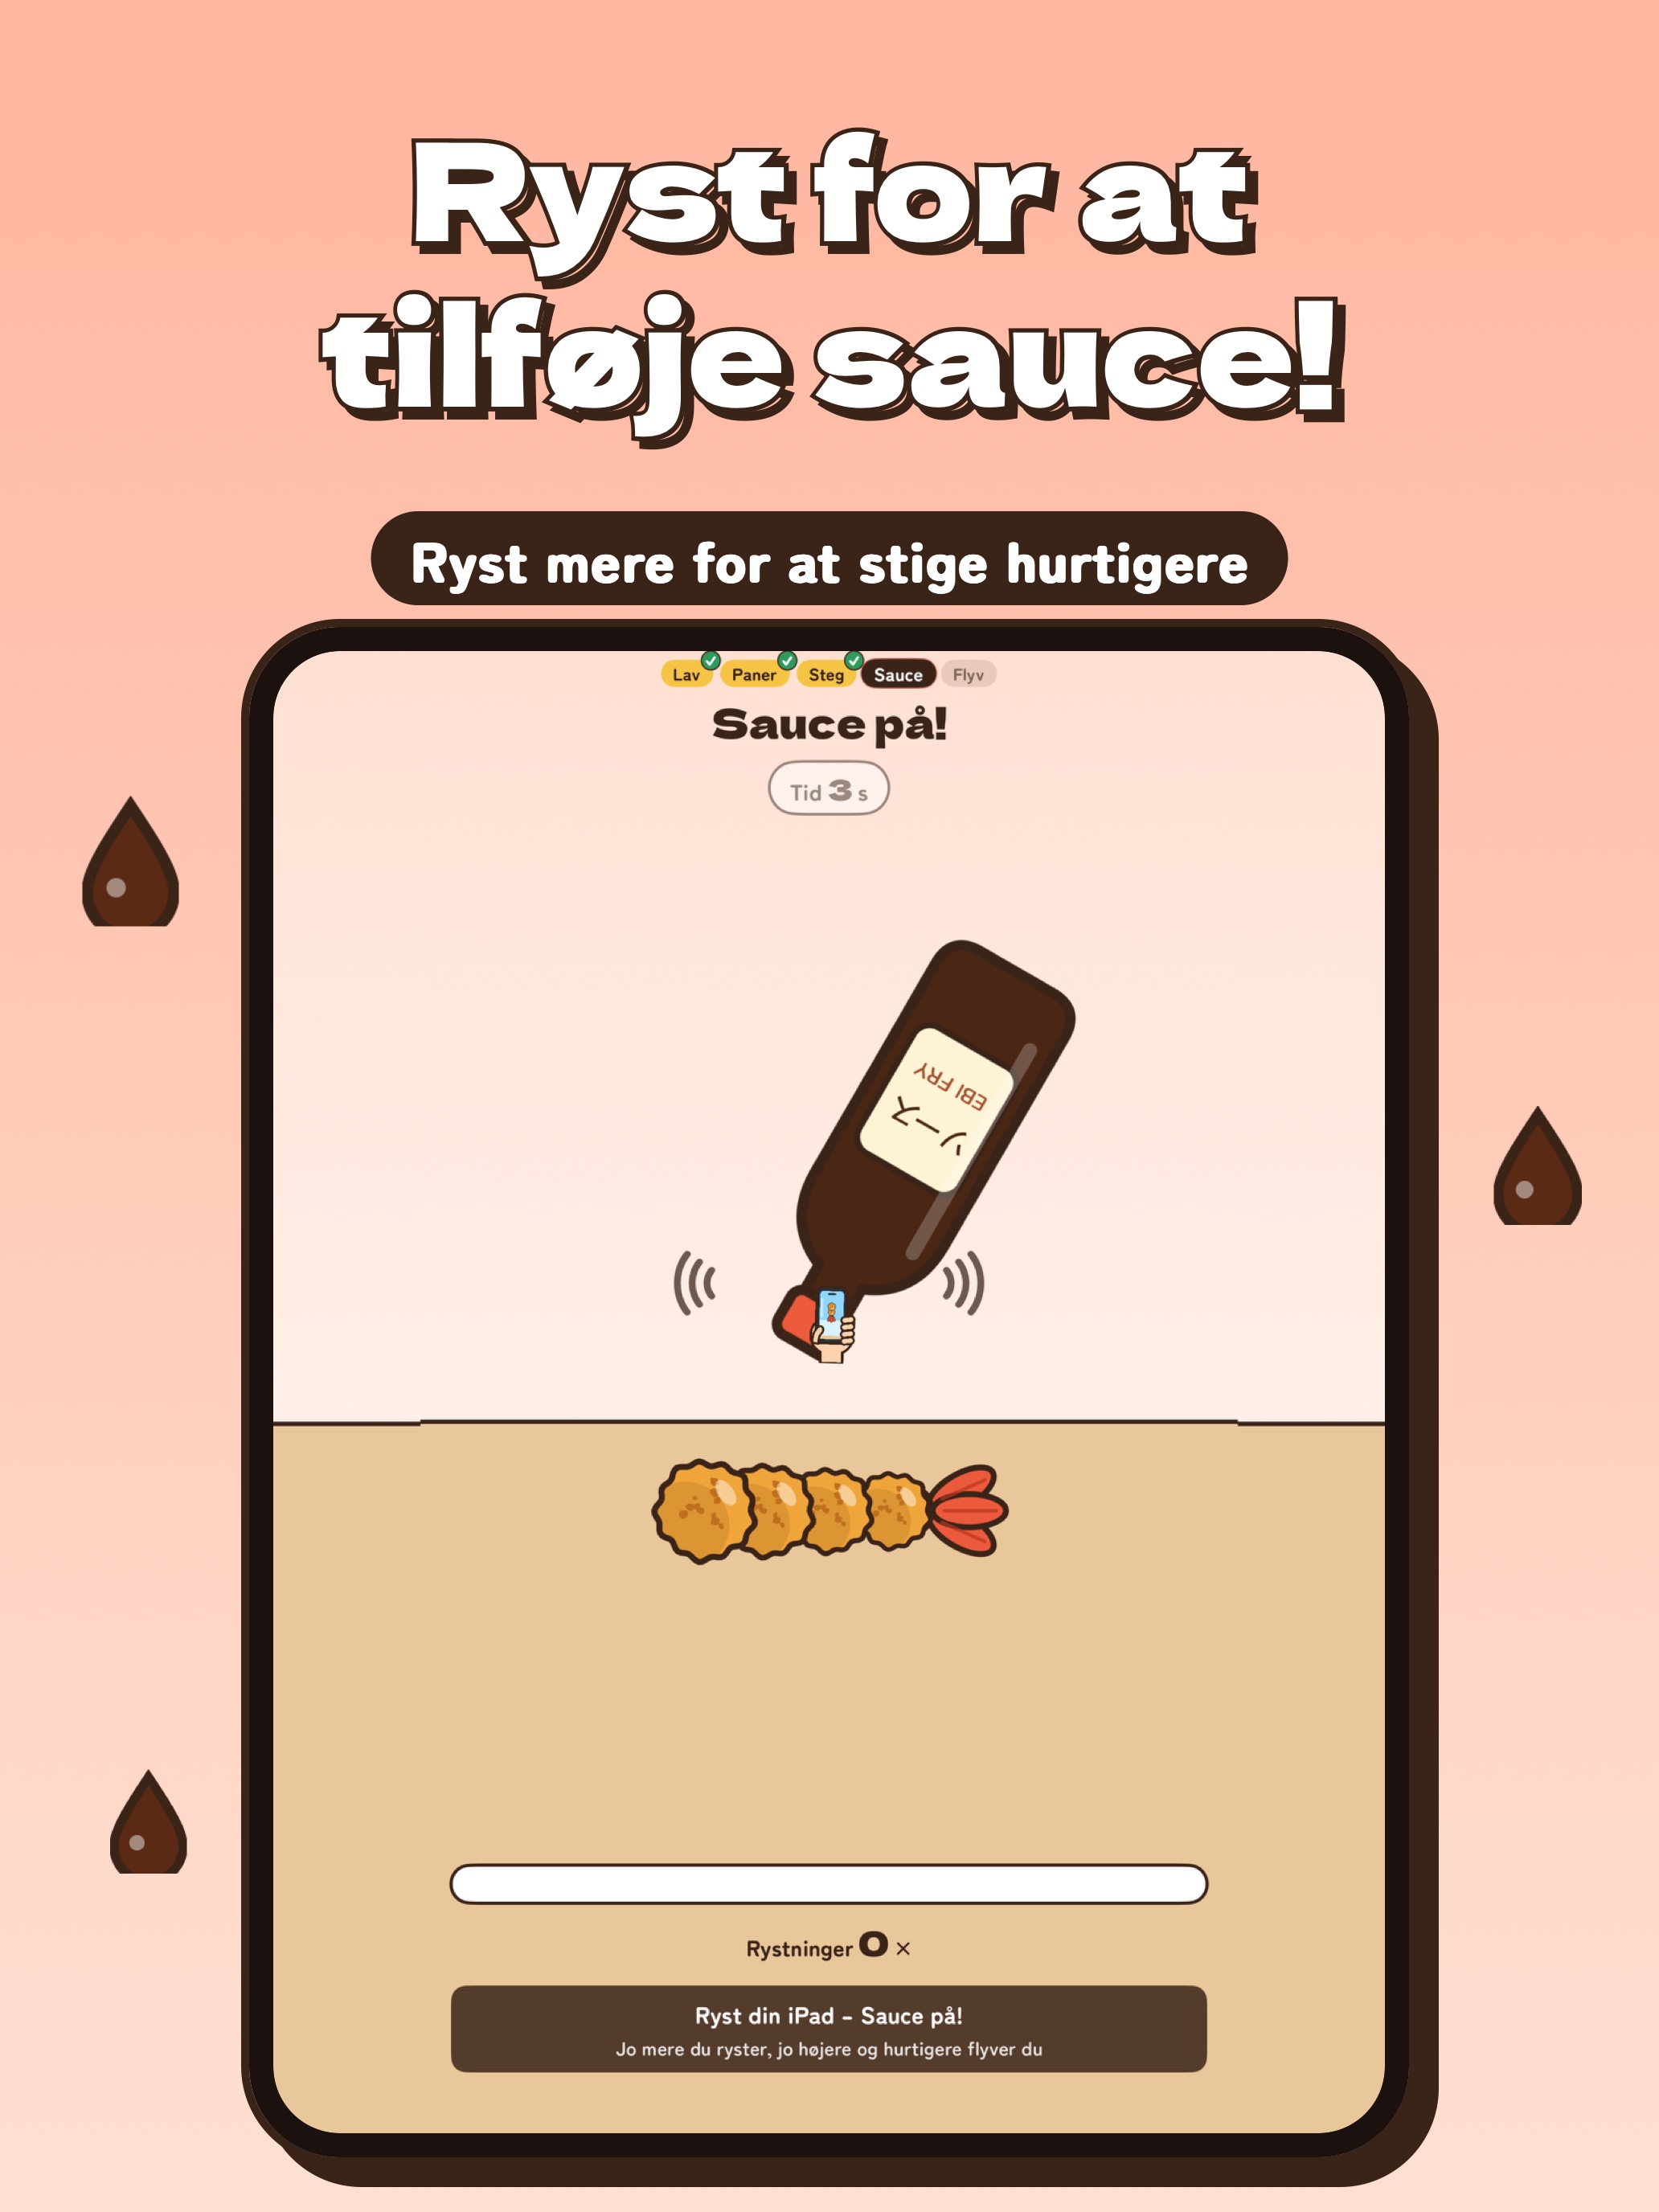 Ryst for at
tilføje sauce!
Ryst mere for at stige hurtigere
Lav Paner Steg Sauce Flyv
Sauce på!
Tid 3 s
EBI FRY
ソース
Rystninger 0 ×
Ryst din iPad – Sauce på!
Jo mere du ryster, jo højere og hurtigere flyver du